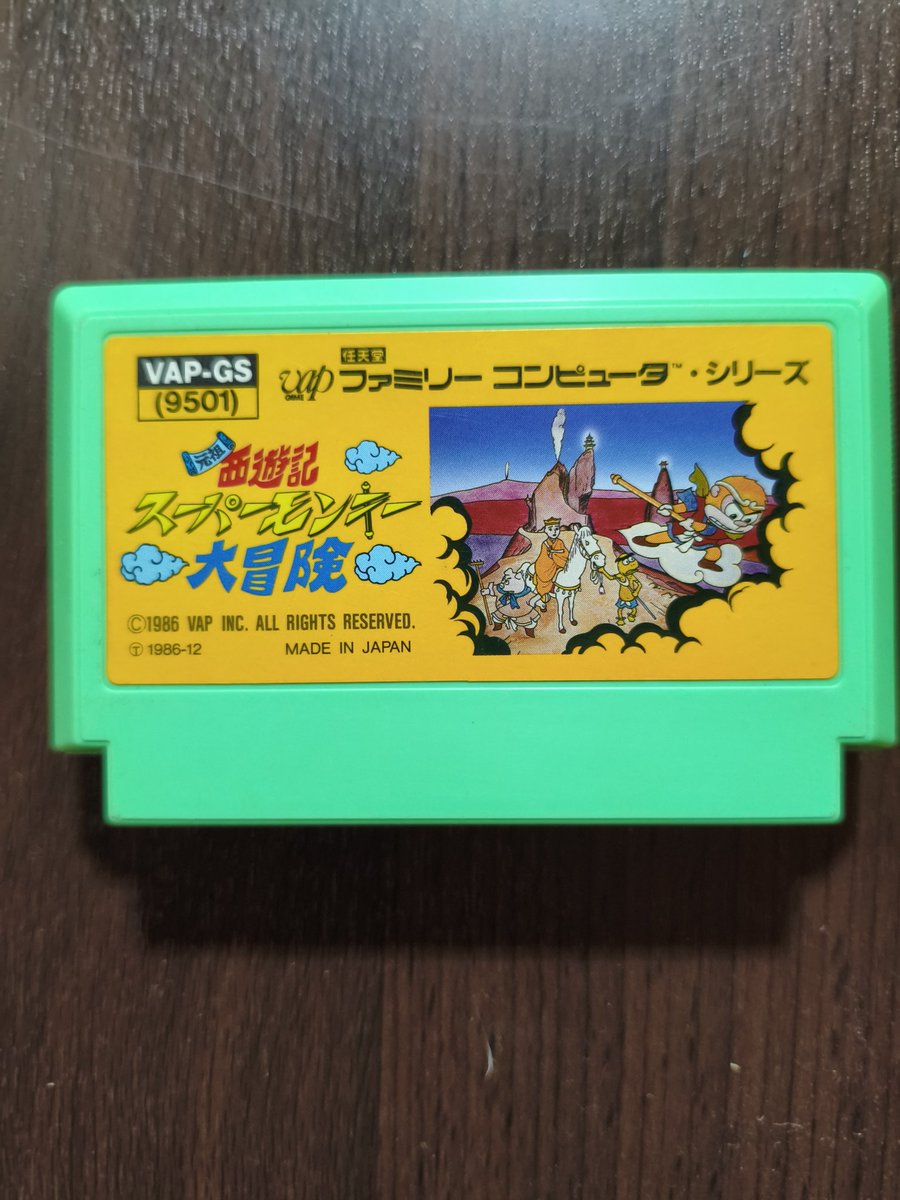 VAP-GS
(9501)
vap
GAME
任天堂
ファミリー コンピュータ™・シリーズ
元祖
西遊記
スーパーモンキー
大冒険
©1986 VAP INC. ALL RIGHTS RESERVED.
Ⓣ 1986-12 MADE IN JAPAN